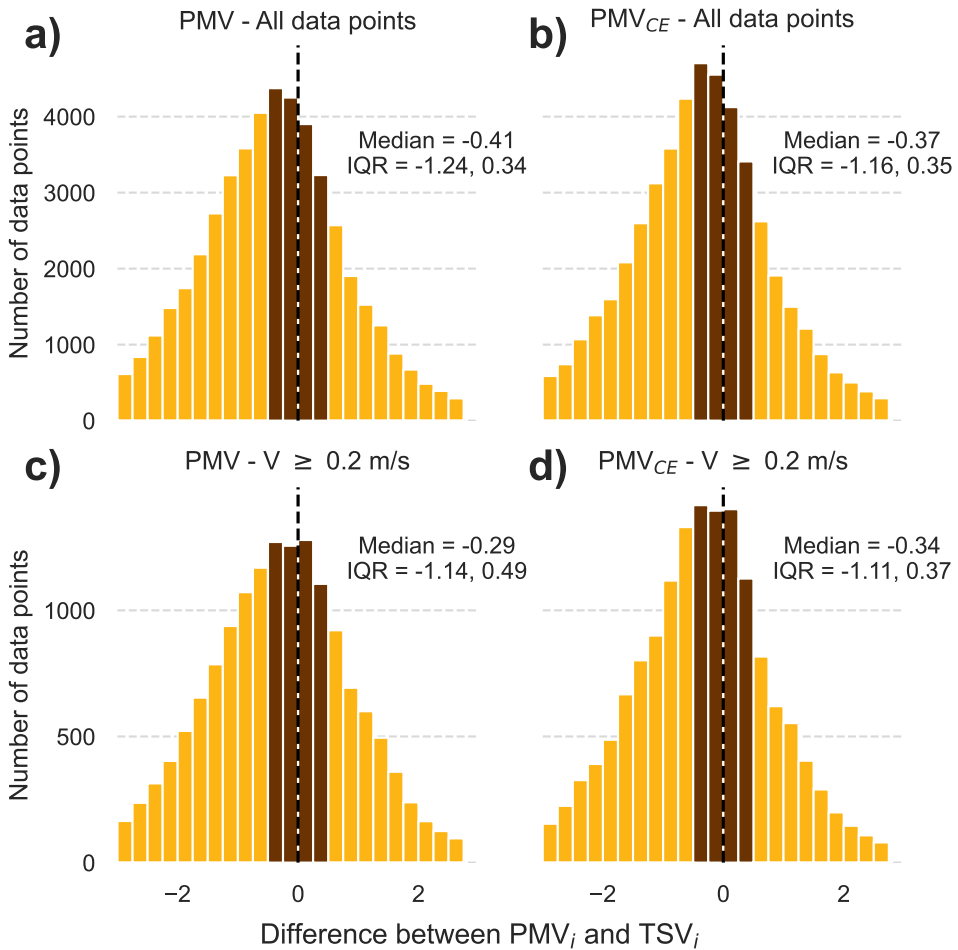 a) PMV - All data points
b) PMV_CE - All data points
Number of data points
4000
3000
2000
1000
0
Median = -0.41
IQR = -1.24, 0.34
Median = -0.37
IQR = -1.16, 0.35
c) PMV - V ≥ 0.2 m/s
d) PMV_CE - V ≥ 0.2 m/s
Number of data points
1000
500
0
Median = -0.29
IQR = -1.14, 0.49
Median = -0.34
IQR = -1.11, 0.37
−2 0 2
−2 0 2
Difference between PMV_i and TSV_i